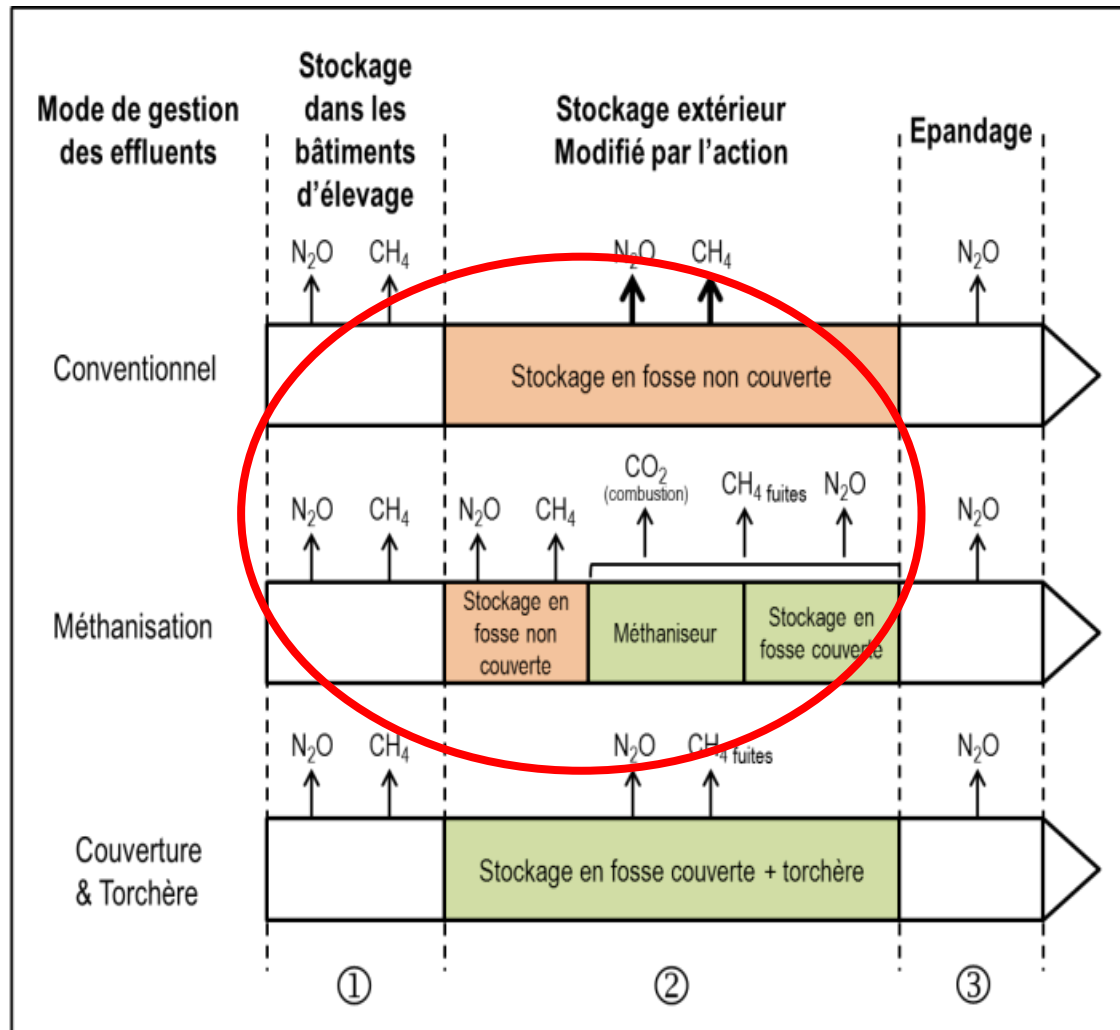 Mode de gestion
des effluents
Stockage
dans les
bâtiments
d'élevage
Stockage extérieur
Modifié par l'action
Epandage
N₂O CH₄ N₂O CH₄ N₂O
Conventionnel
Stockage en fosse non couverte
N₂O CH₄ N₂O CH₄ CO₂ CH₄ fuites N₂O N₂O
(combustion)
Méthanisation
Stockage en
fosse non
couverte
Méthaniseur
Stockage en
fosse couverte
N₂O CH₄ N₂O CH₄ fuites N₂O
Couverture
& Torchère
Stockage en fosse couverte + torchère
① ② ③